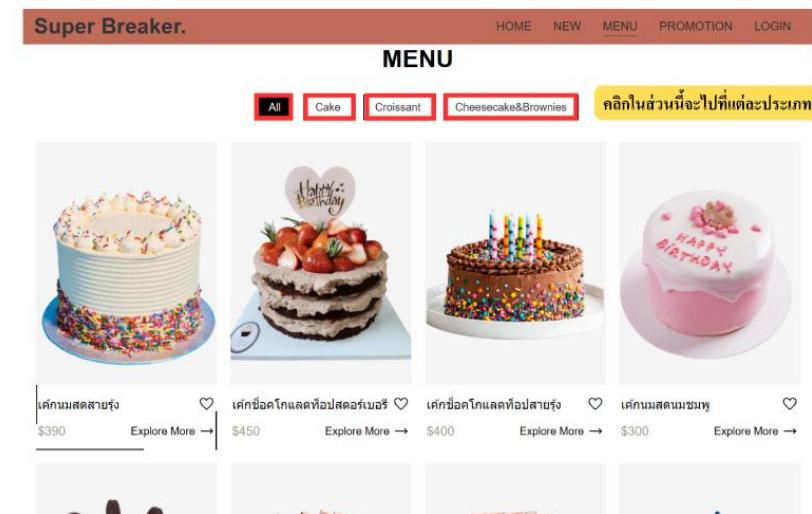 Super Breaker.
HOME NEW MENU PROMOTION LOGIN
MENU
All Cake Croissant Cheesecake&Brownies
คลิกในส่วนนี้จะไปที่แต่ละประเภท
Happy Birthday
HAPPY
BIRTHDAY
เค้กนมสดสายรุ้ง เค้กช็อคโกแลตท็อปสตอร์เบอรี เค้กช็อคโกแลตท็อปสายรุ้ง เค้กนมสดนมชมพู
$390 Explore More → $450 Explore More → $400 Explore More → $300 Explore More →